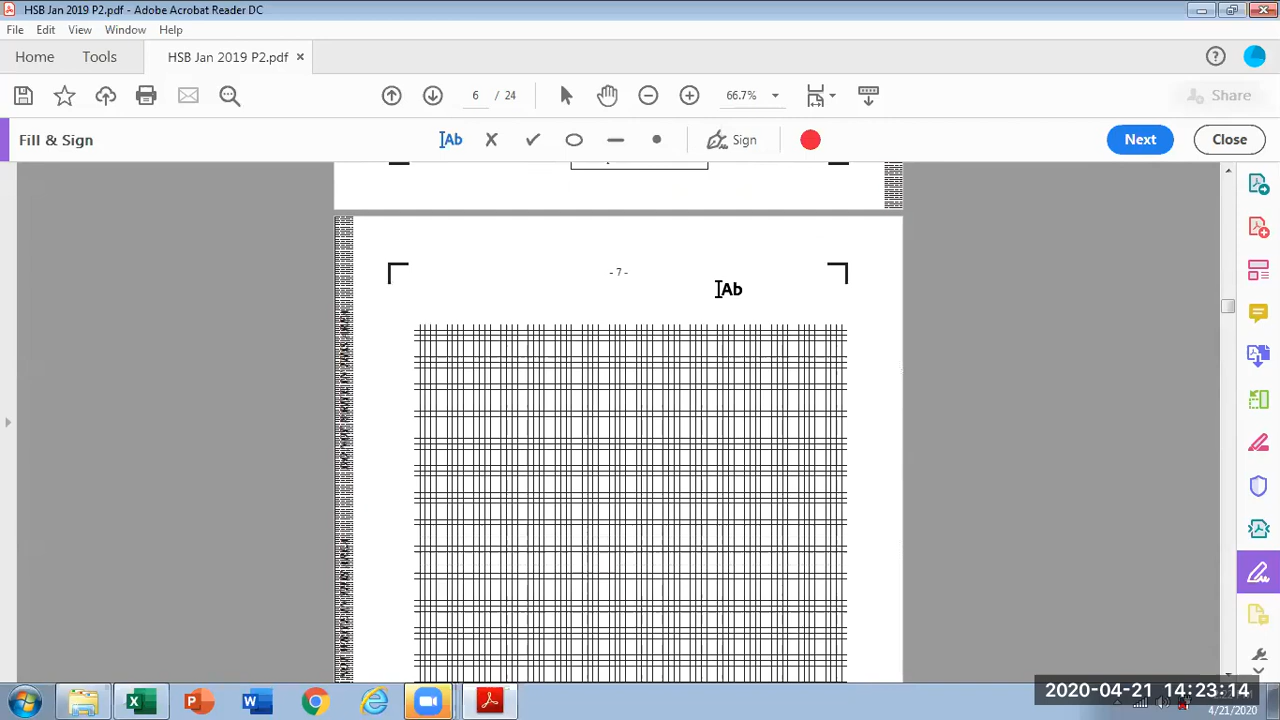 HSB Jan 2019 P2.pdf - Adobe Acrobat Reader DC
File Edit View Window Help
Home Tools HSB Jan 2019 P2.pdf ×
6 / 24 66.7% Share
Fill & Sign Ab Sign Next Close
- 7 -
Ab
2020-04-21 14:23:14
4/21/2020